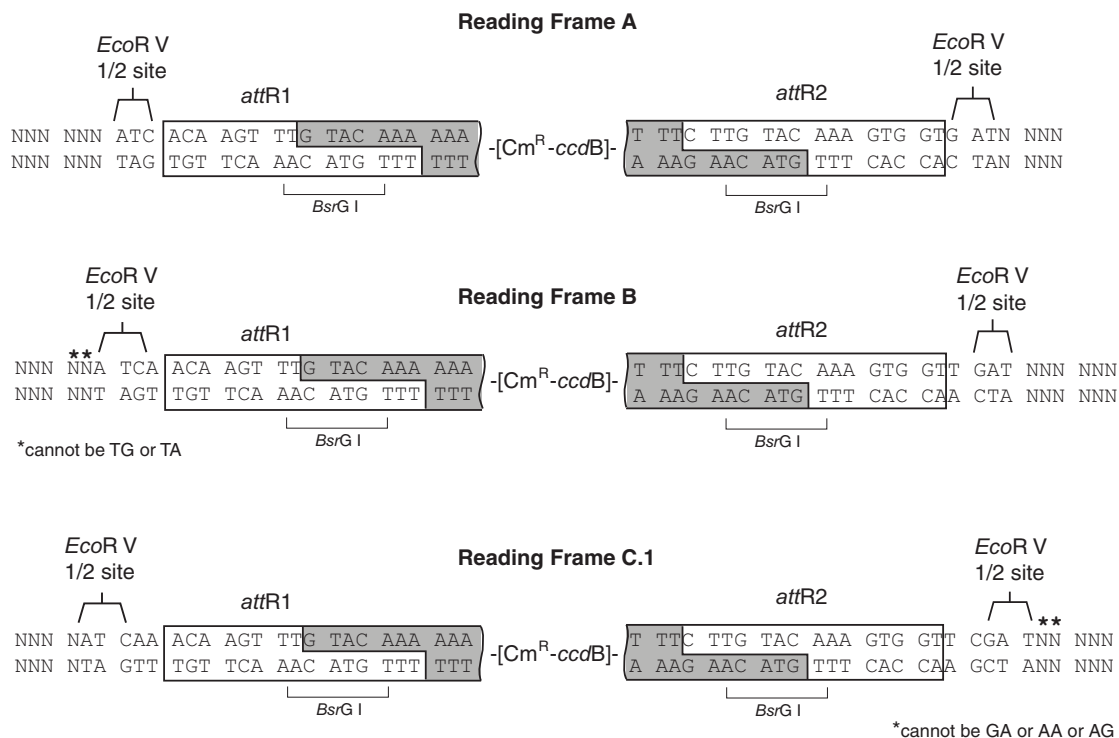 Reading Frame A
EcoR V
1/2 site
EcoR V
1/2 site
attR1
attR2
NNN NNN ATC ACA AGT TTG TACAAA AAA -[CmR-ccdB]- T TTC TTG TAC AAA GTG GTG ATN NNN
NNN NNN TAG TGT TCA AAC ATG TTT TTT A AAG AAC ATG TTT CAC CAC TAN NNN
BsrG I
BsrG I
Reading Frame B
EcoR V
1/2 site
EcoR V
1/2 site
attR1
attR2
**
NNN NNA TCA ACA AGT TTG TACAAA AAA -[CmR-ccdB]- T TTC TTG TAC AAA GTG GTT GAT NNN NNN
NNN NNT AGT TGT TCA AAC ATG TTT TTT A AAG AAC ATG TTT CAC CAA CTA NNN NNN
BsrG I
BsrG I
*cannot be TG or TA
Reading Frame C.1
EcoR V
1/2 site
EcoR V
1/2 site
attR1
attR2
**
NNN NAT CAA ACA AGT TTG TACAAA AAA -[CmR-ccdB]- T TTC TTG TAC AAA GTG GTT CGA TNN NNN
NNN NTA GTT TGT TCA AAC ATG TTT TTT A AAG AAC ATG TTT CAC CAA GCT ANN NNN
BsrG I
BsrG I
*cannot be GA or AA or AG